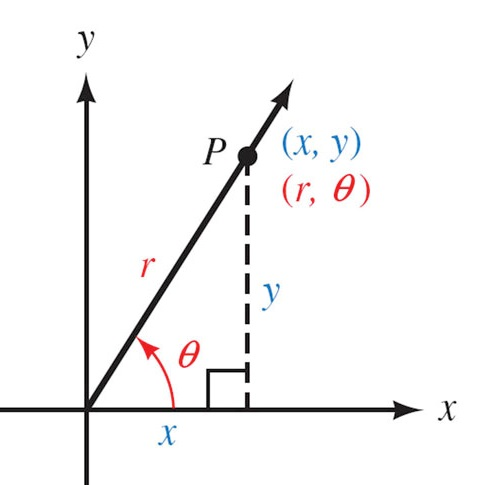 y
P (x, y)
(r, θ)
r
y
θ
x
x